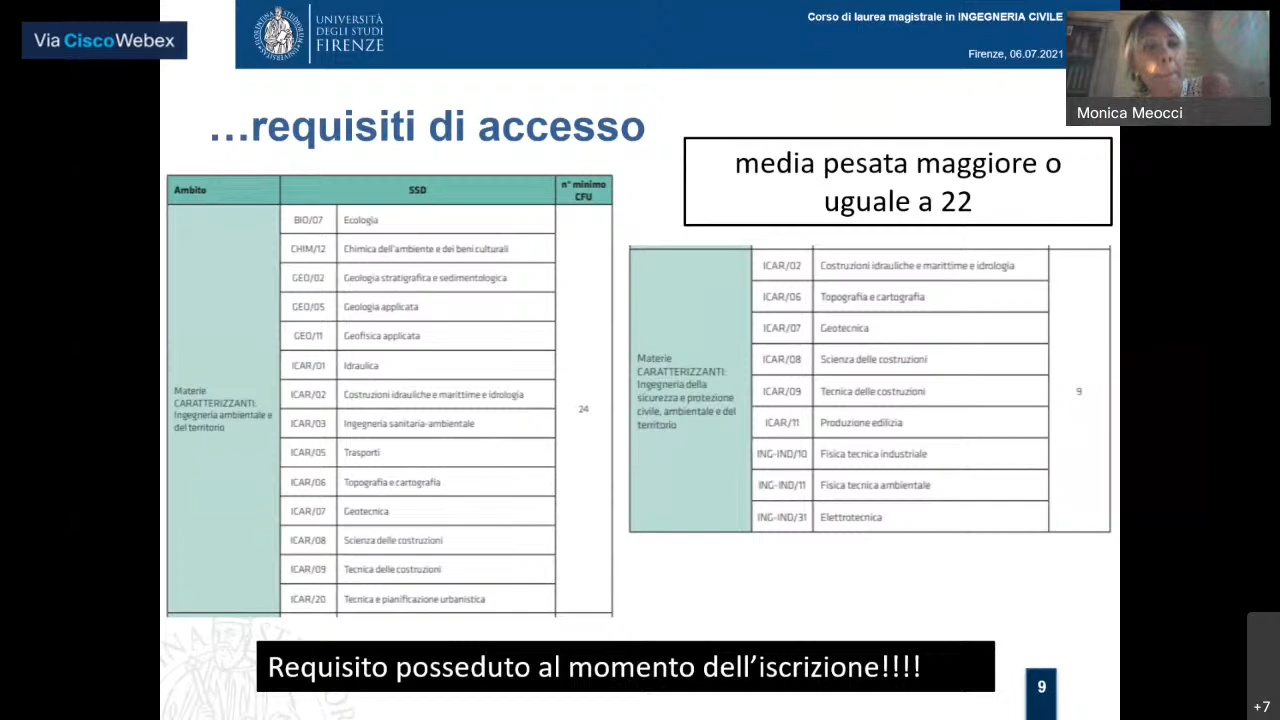 Via CiscoWebex
UNIVERSITÀ
DEGLI STUDI
FIRENZE
Corso di laurea magistrale in INGEGNERIA CIVILE
Firenze, 06.07.2021
Monica Meocci
…requisiti di accesso
media pesata maggiore o
uguale a 22
Ambito SSD n° minimo
CFU
BIO/07 Ecologia
CHIM/12 Chimica dell'ambiente e dei beni culturali
GEO/02 Geologia stratigrafica e sedimentologica
GEO/05 Geologia applicata
GEO/11 Geofisica applicata
ICAR/01 Idraulica
ICAR/02 Costruzioni idrauliche e marittime e idrologia
ICAR/03 Ingegneria sanitaria-ambientale
ICAR/05 Trasporti
ICAR/06 Topografia e cartografia
ICAR/07 Geotecnica
ICAR/08 Scienza delle costruzioni
ICAR/09 Tecnica delle costruzioni
ICAR/20 Tecnica e pianificazione urbanistica
Materie
CARATTERIZZANTI:
Ingegneria ambientale e
del territorio
24
ICAR/02 Costruzioni idrauliche e marittime e idrologia
ICAR/06 Topografia e cartografia
ICAR/07 Geotecnica
ICAR/08 Scienza delle costruzioni
ICAR/09 Tecnica delle costruzioni
ICAR/11 Produzione edilizia
ING-IND/10 Fisica tecnica industriale
ING-IND/11 Fisica tecnica ambientale
ING-IND/31 Elettrotecnica
Materie
CARATTERIZZANTI:
Ingegneria della
sicurezza e protezione
civile, ambientale e del
territorio
9
Requisito posseduto al momento dell'iscrizione!!!!
9
+7